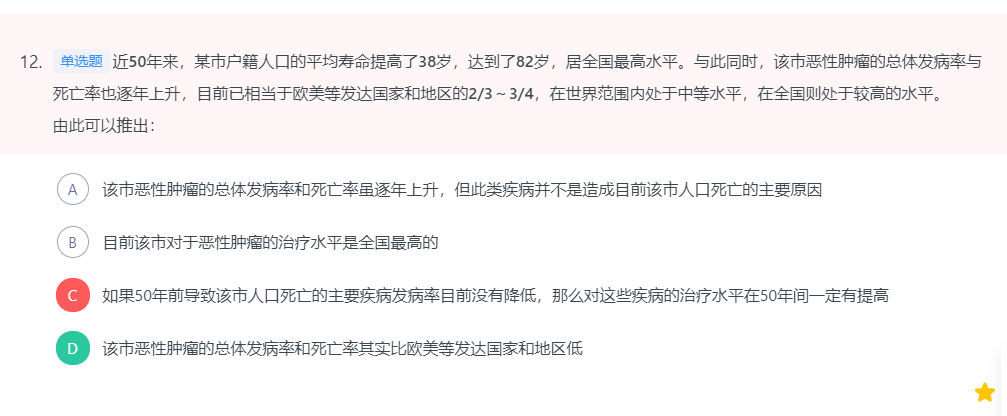 12. 单选题 近50年来，某市户籍人口的平均寿命提高了38岁，达到了82岁，居全国最高水平。与此同时，该市恶性肿瘤的总体发病率与
死亡率也逐年上升，目前已相当于欧美等发达国家和地区的2/3～3/4，在世界范围内处于中等水平，在全国则处于较高的水平。
由此可以推出：
A 该市恶性肿瘤的总体发病率和死亡率虽逐年上升，但此类疾病并不是造成目前该市人口死亡的主要原因
B 目前该市对于恶性肿瘤的治疗水平是全国最高的
C 如果50年前导致该市人口死亡的主要疾病发病率目前没有降低，那么对这些疾病的治疗水平在50年间一定有提高
D 该市恶性肿瘤的总体发病率和死亡率其实比欧美等发达国家和地区低